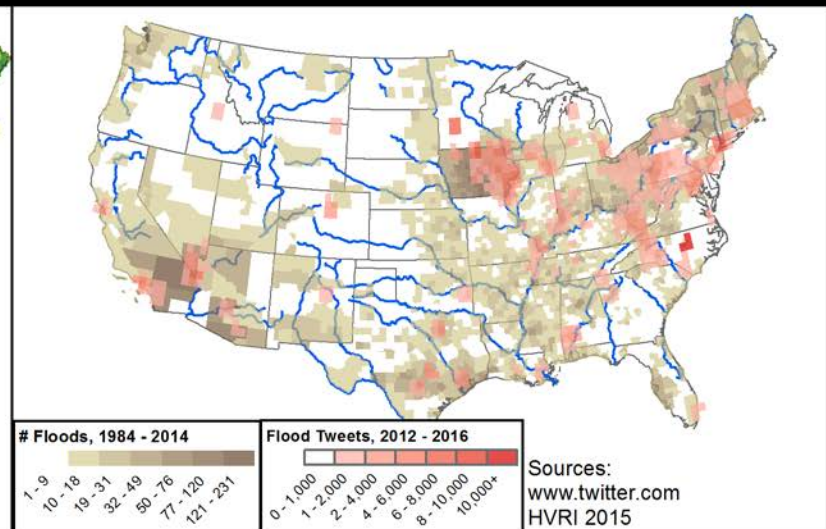 # Floods, 1984 - 2014
1 - 9
10 - 18
19 - 31
32 - 49
50 - 76
77 - 120
121 - 231
Flood Tweets, 2012 - 2016
0 - 1,000
1 - 2,000
2 - 4,000
4 - 6,000
6 - 8,000
8 - 10,000
10,000+
Sources:
www.twitter.com
HVRI 2015